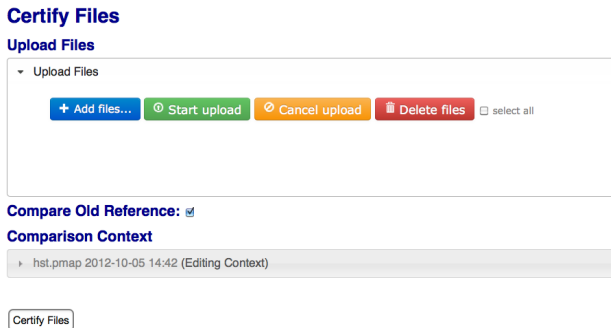 Certify Files
Upload Files
Upload Files
+ Add files... Start upload Cancel upload Delete files select all
Compare Old Reference:
Comparison Context
hst.pmap 2012-10-05 14:42 (Editing Context)
Certify Files